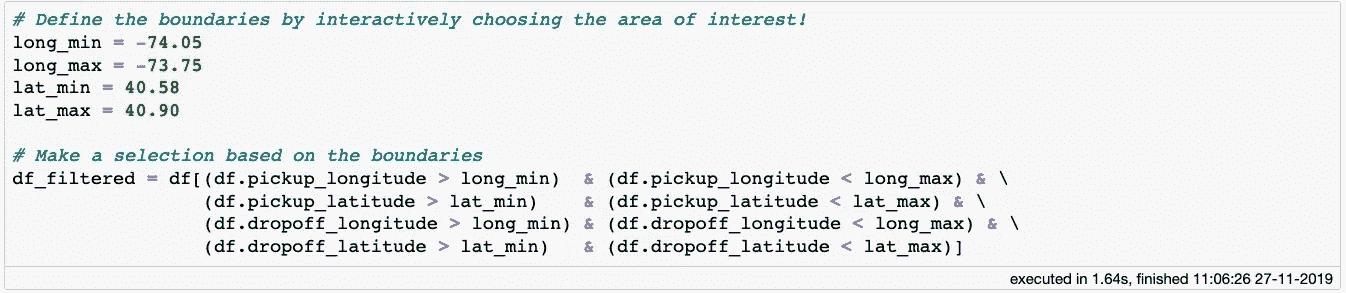 # Define the boundaries by interactively choosing the area of interest!
long_min = -74.05
long_max = -73.75
lat_min = 40.58
lat_max = 40.90
# Make a selection based on the boundaries
df_filtered = df[(df.pickup_longitude > long_min)  & (df.pickup_longitude < long_max) & \
(df.pickup_latitude > lat_min)    & (df.pickup_latitude < lat_max) & \
(df.dropoff_longitude > long_min) & (df.dropoff_longitude < long_max) & \
(df.dropoff_latitude > lat_min)   & (df.dropoff_latitude < lat_max)]
executed in 1.64s, finished 11:06:26 27-11-2019